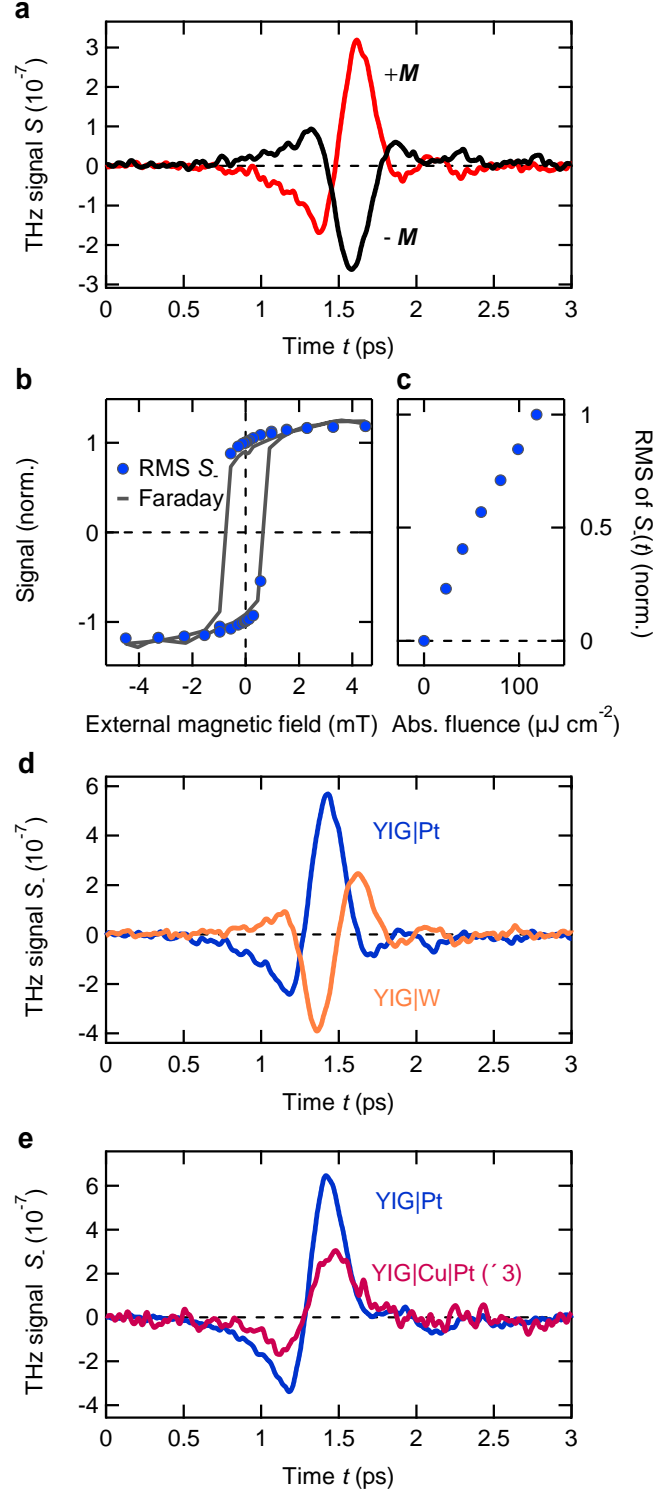 a
THz signal S (10⁻⁷)
3
2
1
0
-1
-2
-3
+M
- M
0
0.5
1
1.5
2
2.5
3
Time t (ps)
b
Signal (norm.)
1
0
-1
RMS S₋
Faraday
-4
-2
0
2
4
External magnetic field (mT)
c
1
0.5
0
RMS of S₋(t) (norm.)
0
100
Abs. fluence (µJ cm⁻²)
d
THz signal S₋ (10⁻⁷)
6
4
2
0
-2
-4
YIG|Pt
YIG|W
0
0.5
1
1.5
2
2.5
3
Time t (ps)
e
THz signal S₋ (10⁻⁷)
6
4
2
0
-2
-4
YIG|Pt
YIG|Cu|Pt (´ 3)
0
0.5
1
1.5
2
2.5
3
Time t (ps)